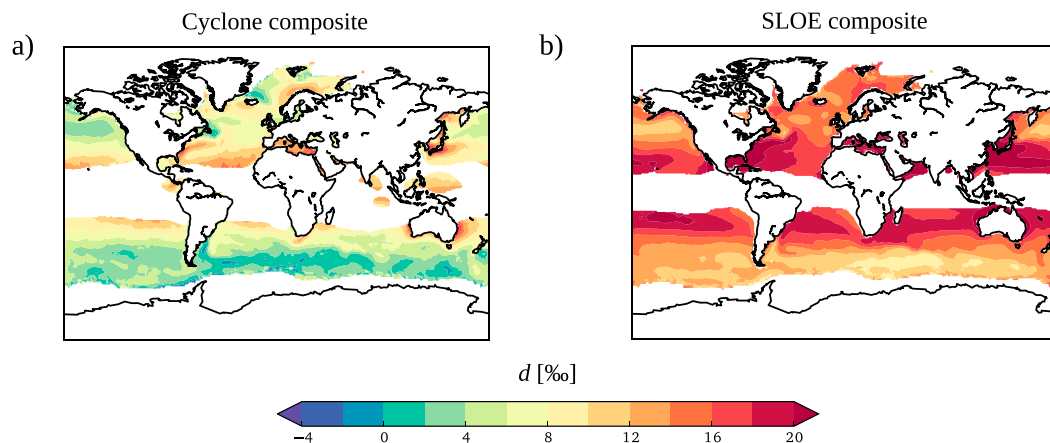 Cyclone composite
SLOE composite
a)
b)
d [‰]
−4 0 4 8 12 16 20